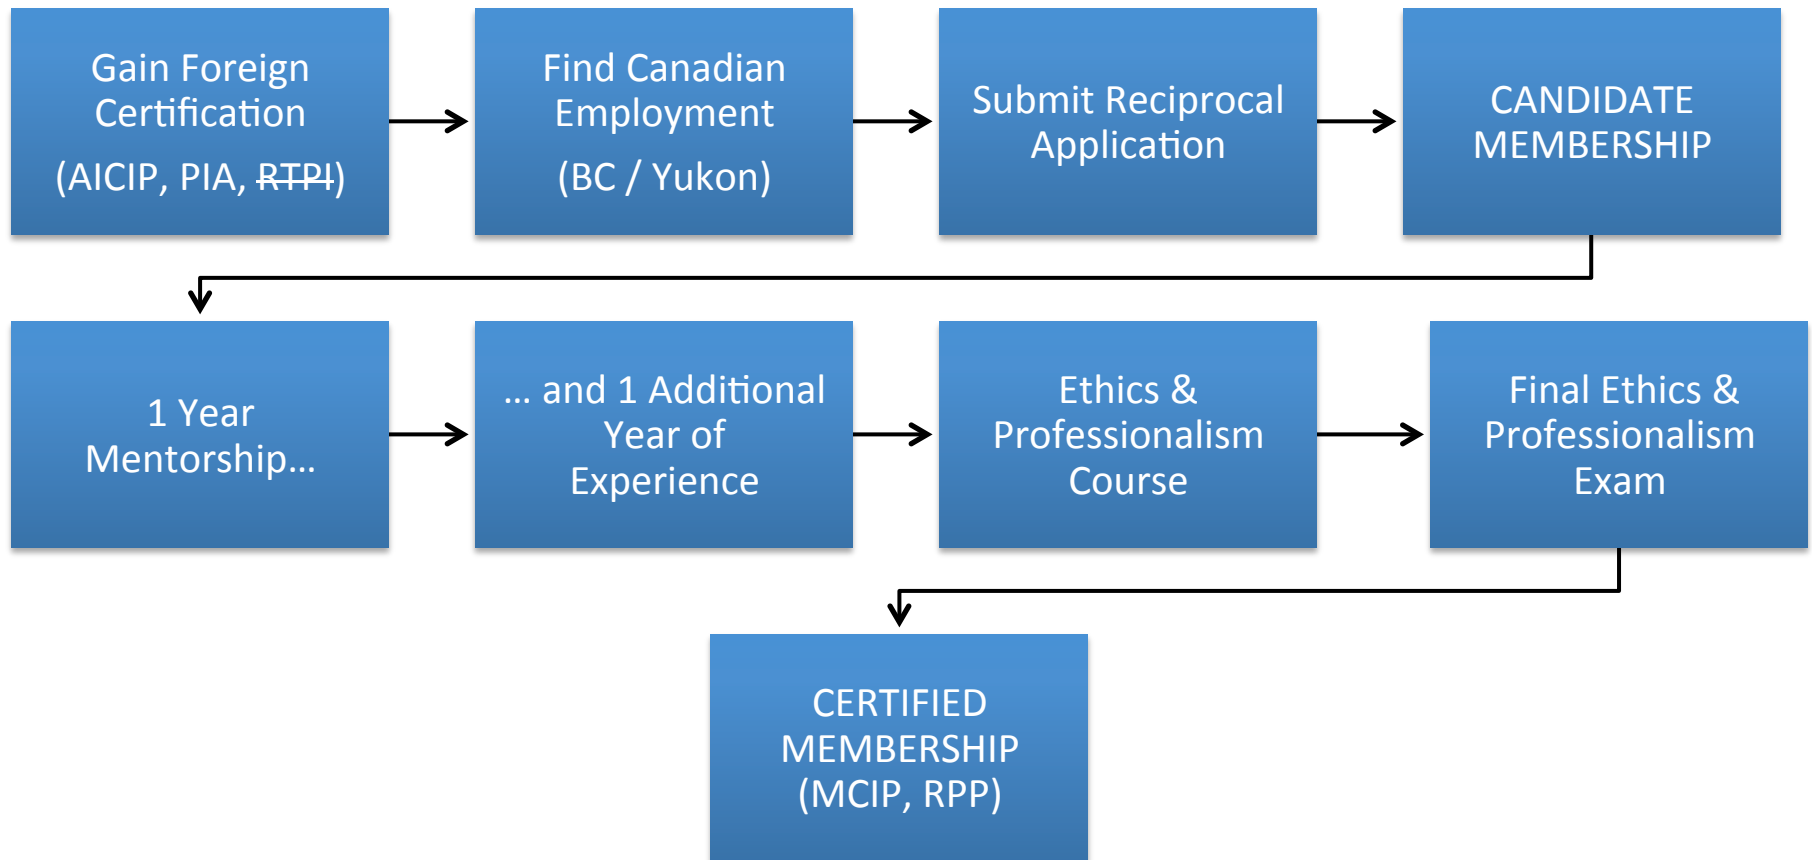 Gain Foreign
Certification
(AICIP, PIA, RTPI)
Find Canadian
Employment
(BC / Yukon)
Submit Reciprocal
Application
CANDIDATE
MEMBERSHIP
1 Year
Mentorship...
... and 1 Additional
Year of
Experience
Ethics &
Professionalism
Course
Final Ethics &
Professionalism
Exam
CERTIFIED
MEMBERSHIP
(MCIP, RPP)